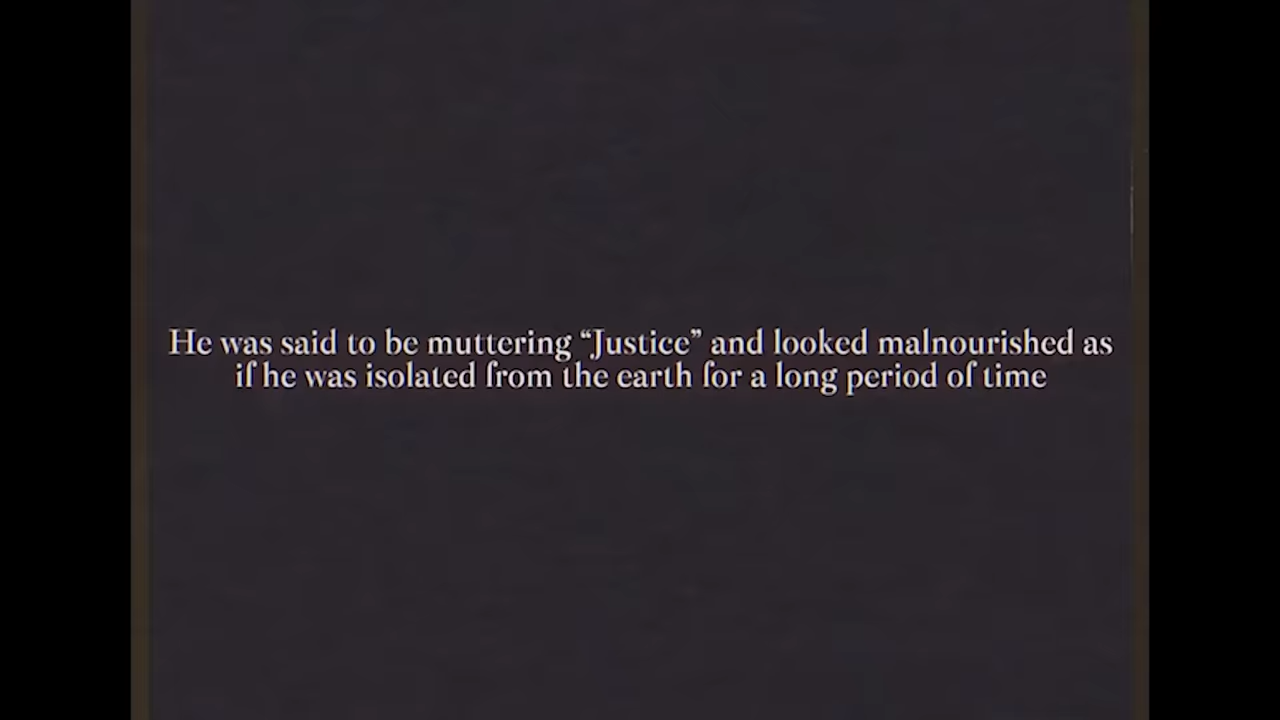 He was said to be muttering “Justice” and looked malnourished as
if he was isolated from the earth for a long period of time